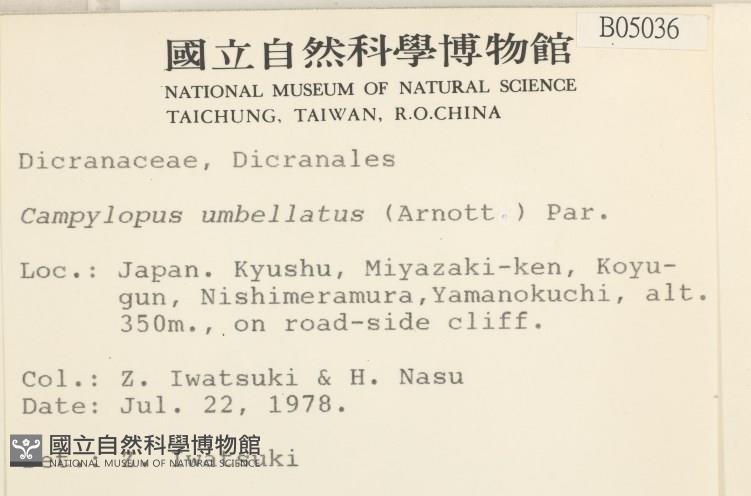 B05036
國立自然科學博物館
NATIONAL MUSEUM OF NATURAL SCIENCE
TAICHUNG, TAIWAN, R.O.CHINA
Dicranaceae, Dicranales
Campylopus umbellatus (Arnott.) Par.
Loc.: Japan. Kyushu, Miyazaki-ken, Koyu-
gun, Nishimeramura,Yamanokuchi, alt.
350m., on road-side cliff.
Col.: Z. Iwatsuki & H. Nasu
Date: Jul. 22, 1978.
Det.: Z. Iwatsuki
國立自然科學博物館
NATIONAL MUSEUM OF NATURAL SCIENCE